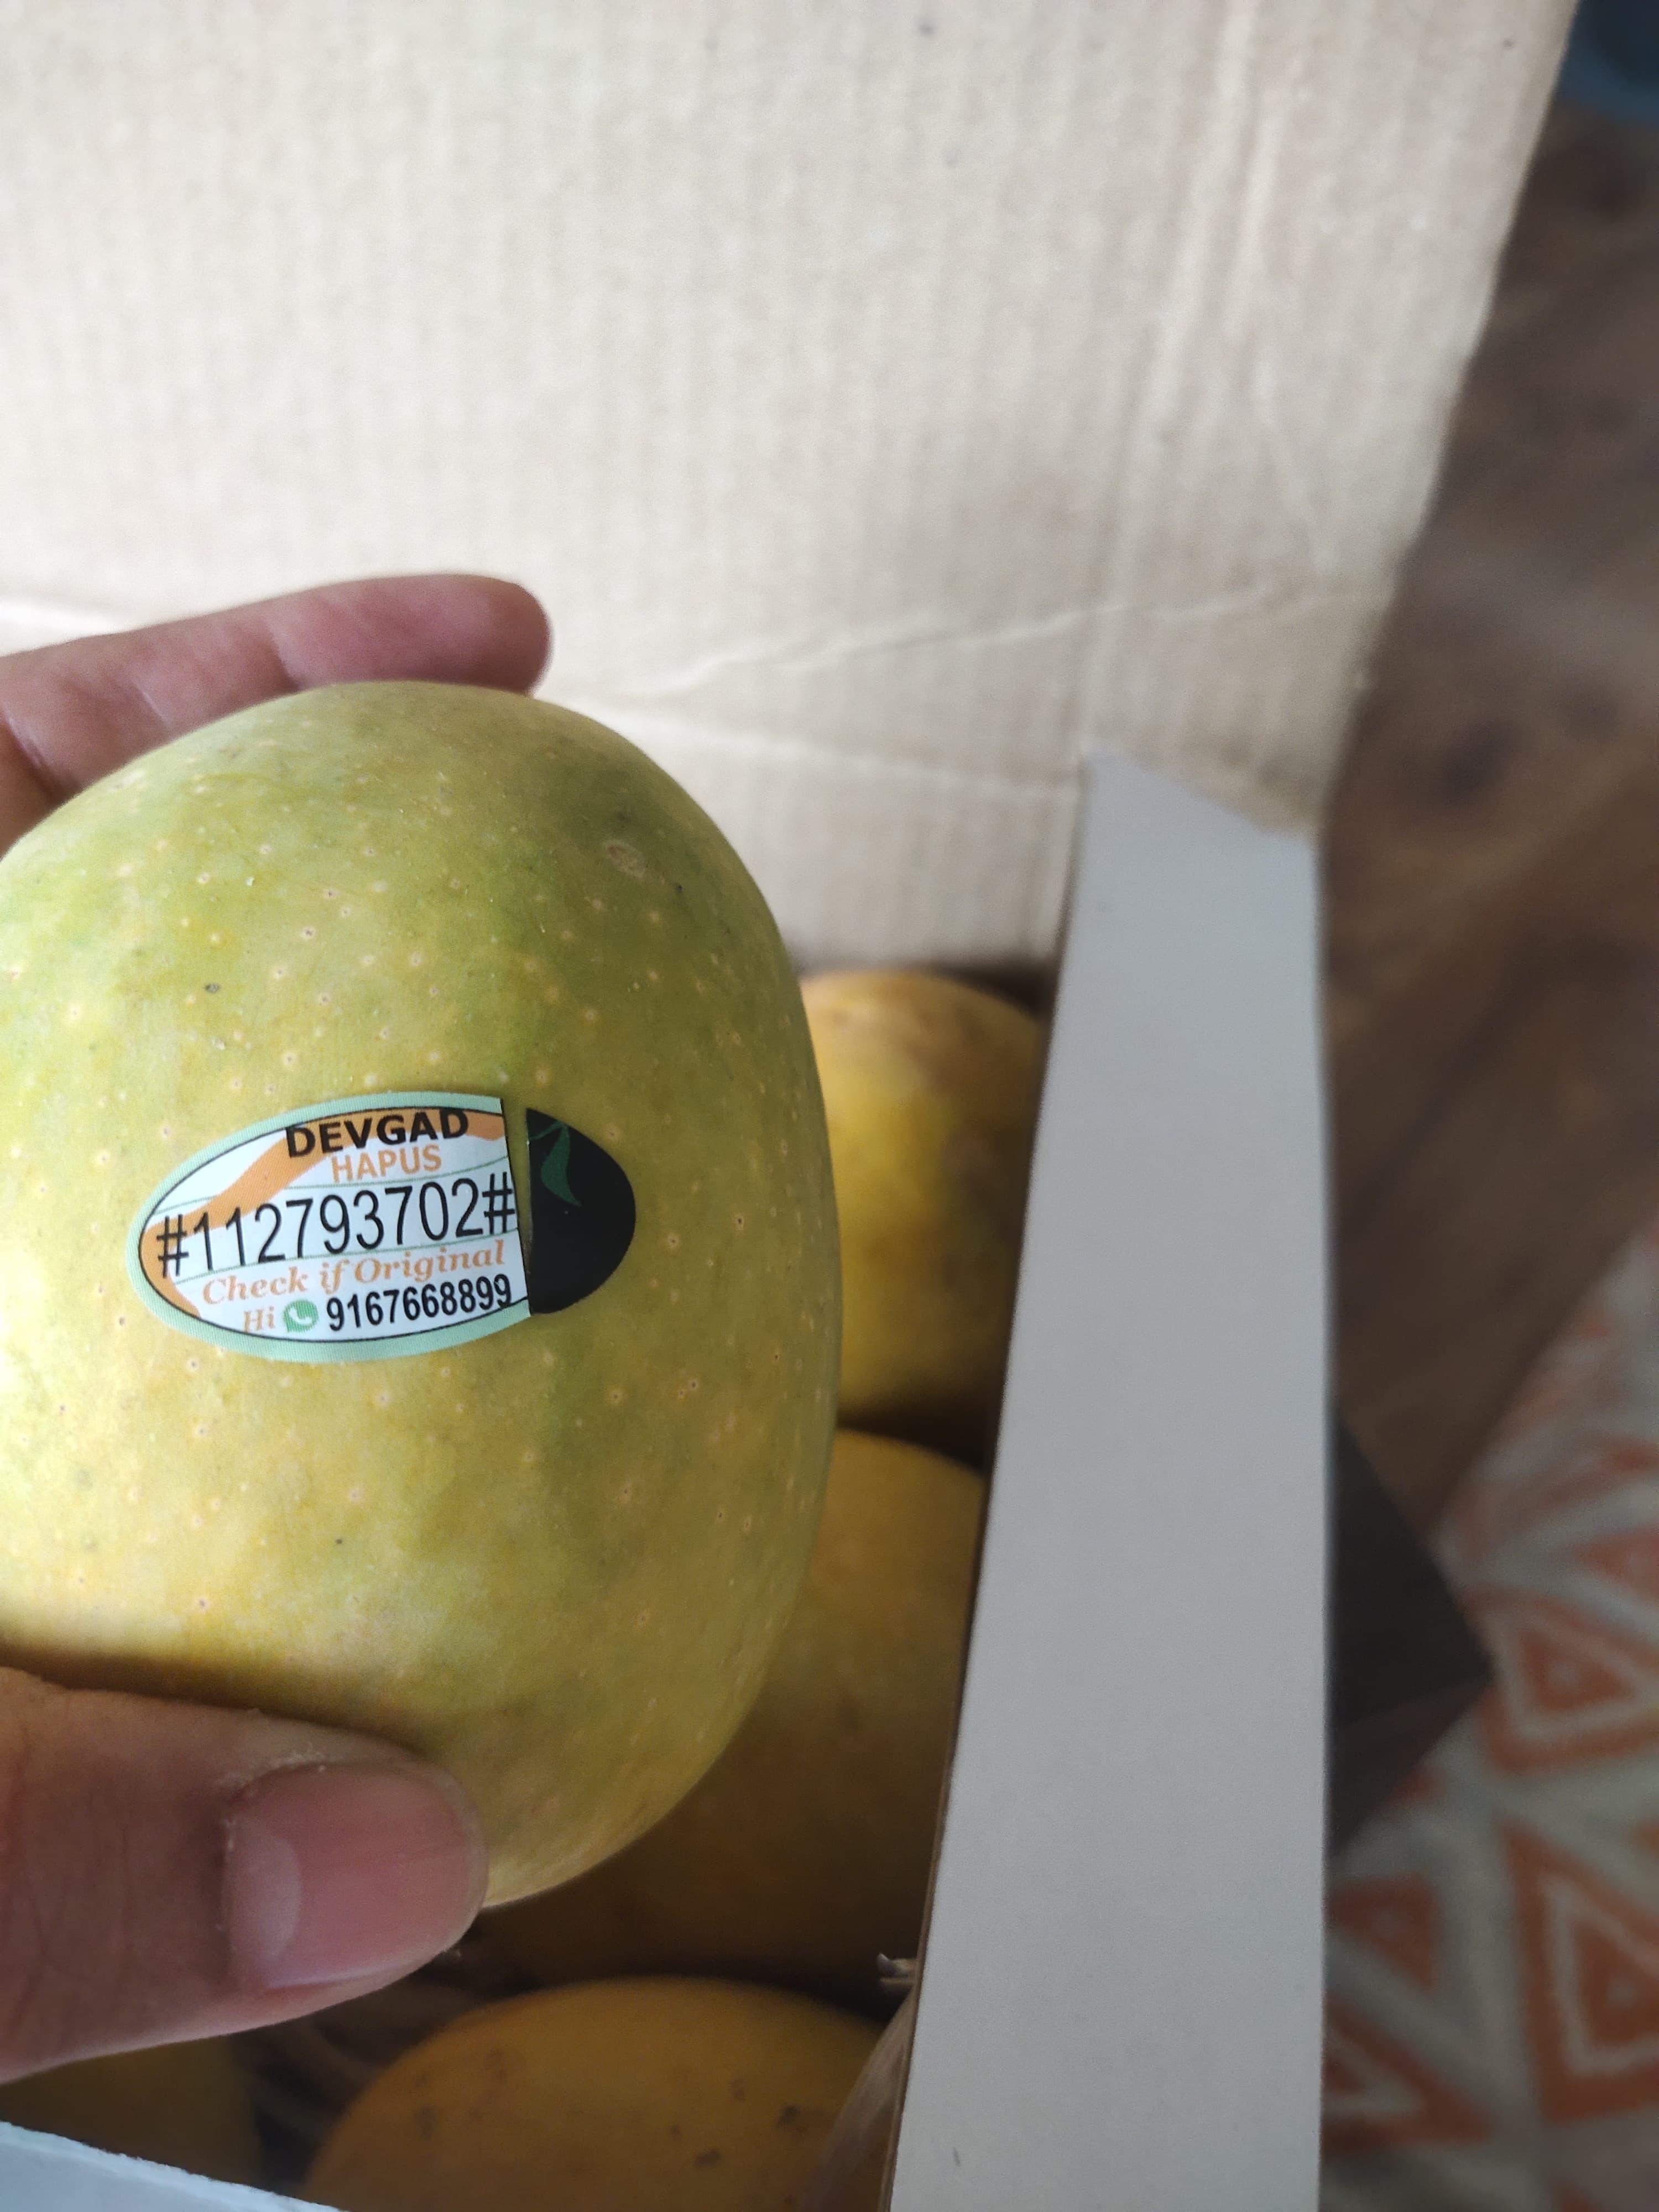 DEVGAD
HAPUS
#112793702#
Check if Original
Hi 9167668899